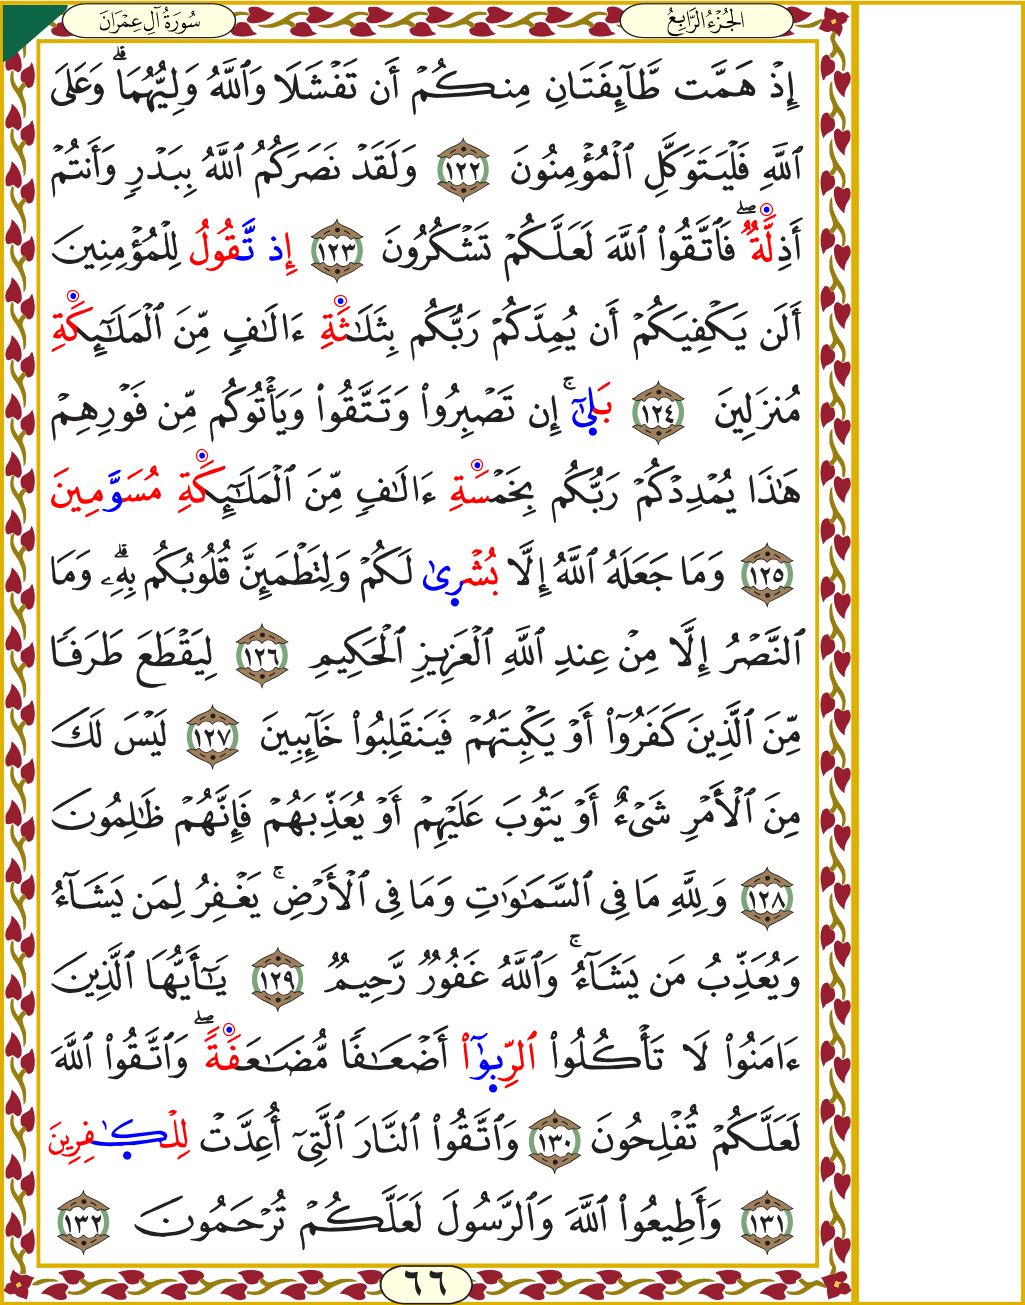 الجُزْءُ الرَّابِعُ
سُورَةُ آلِ عِمْرَانَ
إِذْ هَمَّت طَّآئِفَتَانِ مِنكُمْ أَن تَفْشَلَا وَٱللَّهُ وَلِيُّهُمَاۗ وَعَلَى
ٱللَّهِ فَلْيَتَوَكَّلِ ٱلْمُؤْمِنُونَ ١٢٢ وَلَقَدْ نَصَرَكُمُ ٱللَّهُ بِبَدْرٍ وَأَنتُمْ
أَذِلَّةٌۖ فَٱتَّقُوا۟ ٱللَّهَ لَعَلَّكُمْ تَشْكُرُونَ ١٢٣ إِذ تَّقُولُ لِلْمُؤْمِنِينَ
أَلَن يَكْفِيَكُمْ أَن يُمِدَّكُمْ رَبُّكُم بِثَلَـٰثَةِ ءَالَـٰفٍ مِّنَ ٱلْمَلَـٰٓئِكَةِ
مُنزَلِينَ ١٢٤ بَلَىٰٓۚ إِن تَصْبِرُوا۟ وَتَتَّقُوا۟ وَيَأْتُوكُم مِّن فَوْرِهِمْ
هَـٰذَا يُمْدِدْكُمْ رَبُّكُم بِخَمْسَةِ ءَالَـٰفٍ مِّنَ ٱلْمَلَـٰٓئِكَةِ مُسَوَّمِينَ
١٢٥ وَمَا جَعَلَهُ ٱللَّهُ إِلَّا بُشْرِىٰ لَكُمْ وَلِتَطْمَئِنَّ قُلُوبُكُم بِهِۦۗ وَمَا
ٱلنَّصْرُ إِلَّا مِنْ عِندِ ٱللَّهِ ٱلْعَزِيزِ ٱلْحَكِيمِ ١٢٦ لِيَقْطَعَ طَرَفًا
مِّنَ ٱلَّذِينَ كَفَرُوٓا۟ أَوْ يَكْبِتَهُمْ فَيَنقَلِبُوا۟ خَآئِبِينَ ١٢٧ لَيْسَ لَكَ
مِنَ ٱلْأَمْرِ شَىْءٌ أَوْ يَتُوبَ عَلَيْهِمْ أَوْ يُعَذِّبَهُمْ فَإِنَّهُمْ ظَـٰلِمُونَ
١٢٨ وَلِلَّهِ مَا فِى ٱلسَّمَـٰوَٰتِ وَمَا فِى ٱلْأَرْضِۚ يَغْفِرُ لِمَن يَشَآءُ
وَيُعَذِّبُ مَن يَشَآءُۚ وَٱللَّهُ غَفُورٌ رَّحِيمٌ ١٢٩ يَـٰٓأَيُّهَا ٱلَّذِينَ
ءَامَنُوا۟ لَا تَأْكُلُوا۟ ٱلرِّبَوٰٓا۟ أَضْعَـٰفًا مُّضَـٰعَفَةًۖ وَٱتَّقُوا۟ ٱللَّهَ
لَعَلَّكُمْ تُفْلِحُونَ ١٣٠ وَٱتَّقُوا۟ ٱلنَّارَ ٱلَّتِىٓ أُعِدَّتْ لِلْكَـٰفِرِينَ
١٣١ وَأَطِيعُوا۟ ٱللَّهَ وَٱلرَّسُولَ لَعَلَّكُمْ تُرْحَمُونَ ١٣٢
٦٦